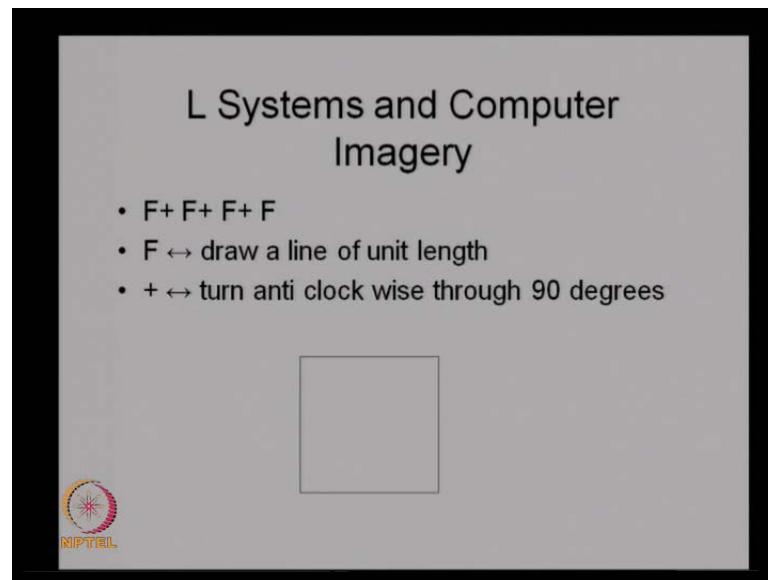 L Systems and Computer
Imagery
• F+ F+ F+ F
• F ↔ draw a line of unit length
• + ↔ turn anti clock wise through 90 degrees
NPTEL